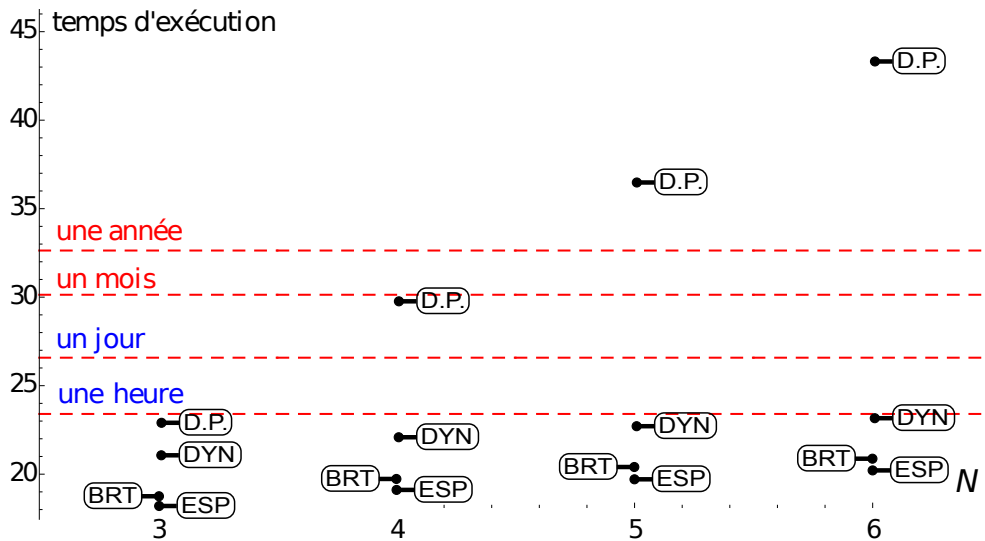 45
temps d'exécution
D.P.
40
D.P.
35
une année
un mois
30
D.P.
un jour
25
une heure
D.P.
DYN
DYN
DYN
DYN
20
BRT
ESP
BRT
ESP
BRT
ESP
BRT
ESP
N
3
4
5
6